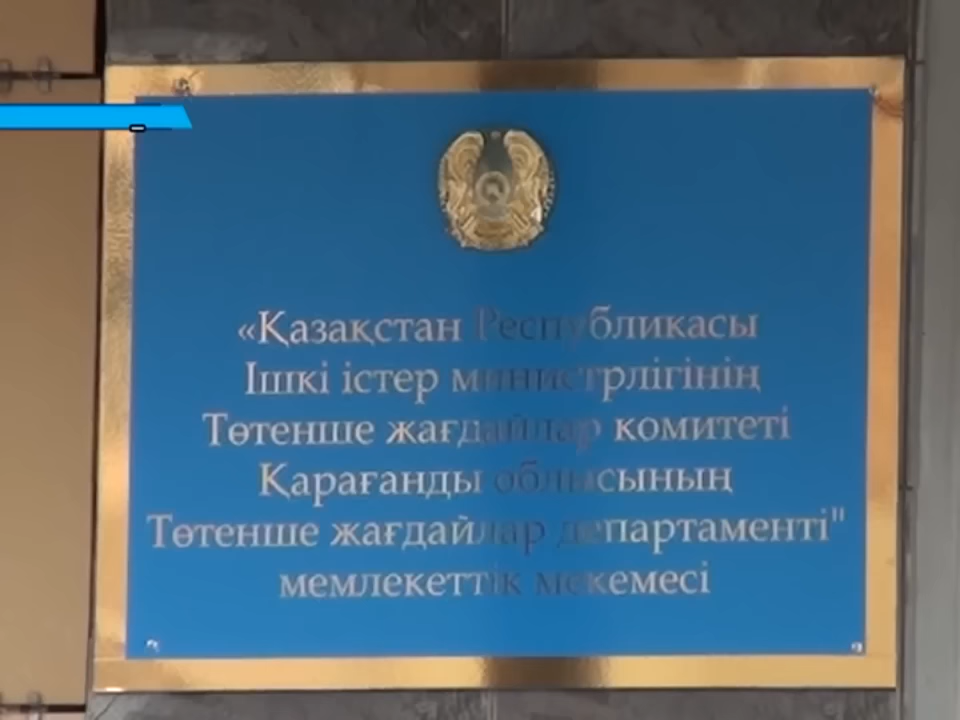 «Қазақстан Республикасы
Ішкі істер министрлігінің
Төтенше жағдайлар комитеті
Қарағанды облысының
Төтенше жағдайлар департаменті"
мемлекеттік мекемесі